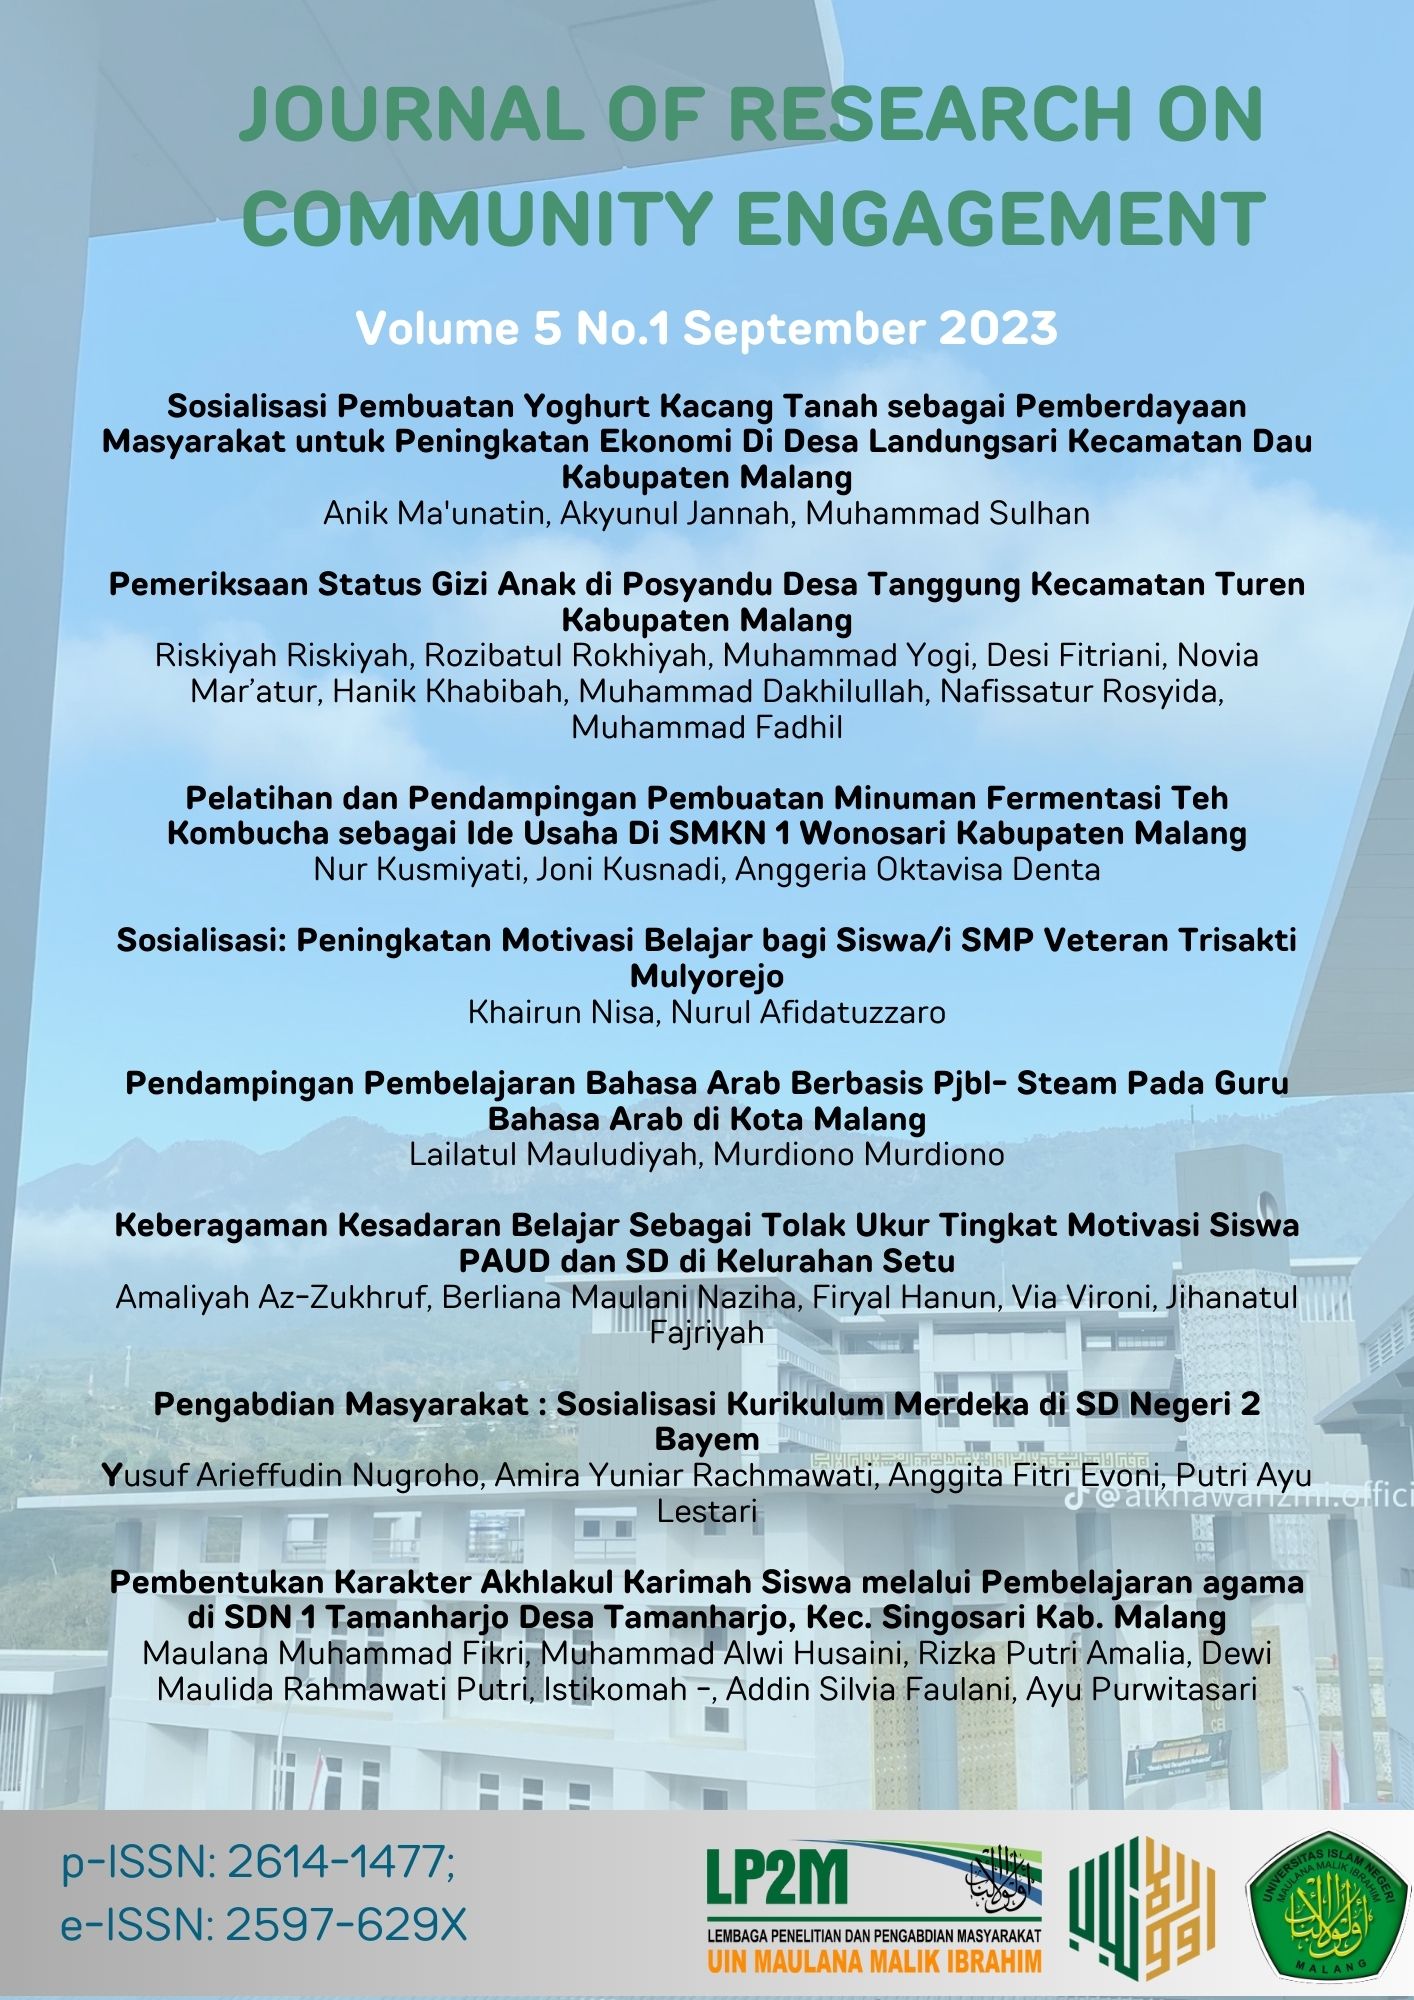 JOURNAL OF RESEARCH ON
COMMUNITY ENGAGEMENT
Volume 5 No.1 September 2023
Sosialisasi Pembuatan Yoghurt Kacang Tanah sebagai Pemberdayaan
Masyarakat untuk Peningkatan Ekonomi Di Desa Landungsari Kecamatan Dau
Kabupaten Malang
Anik Ma'unatin, Akyunul Jannah, Muhammad Sulhan
Pemeriksaan Status Gizi Anak di Posyandu Desa Tanggung Kecamatan Turen
Kabupaten Malang
Riskiyah Riskiyah, Rozibatul Rokhiyah, Muhammad Yogi, Desi Fitriani, Novia
Mar’atur, Hanik Khabibah, Muhammad Dakhilullah, Nafissatur Rosyida,
Muhammad Fadhil
Pelatihan dan Pendampingan Pembuatan Minuman Fermentasi Teh
Kombucha sebagai Ide Usaha Di SMKN 1 Wonosari Kabupaten Malang
Nur Kusmiyati, Joni Kusnadi, Anggeria Oktavisa Denta
Sosialisasi: Peningkatan Motivasi Belajar bagi Siswa/i SMP Veteran Trisakti
Mulyorejo
Khairun Nisa, Nurul Afidatuzzaro
Pendampingan Pembelajaran Bahasa Arab Berbasis Pjbl- Steam Pada Guru
Bahasa Arab di Kota Malang
Lailatul Mauludiyah, Murdiono Murdiono
Keberagaman Kesadaran Belajar Sebagai Tolak Ukur Tingkat Motivasi Siswa
PAUD dan SD di Kelurahan Setu
Amaliyah Az-Zukhruf, Berliana Maulani Naziha, Firyal Hanun, Via Vironi, Jihanatul
Fajriyah
Pengabdian Masyarakat : Sosialisasi Kurikulum Merdeka di SD Negeri 2
Bayem
Yusuf Arieffudin Nugroho, Amira Yuniar Rachmawati, Anggita Fitri Evoni, Putri Ayu
Lestari
@alkhawarizmi.offici
Pembentukan Karakter Akhlakul Karimah Siswa melalui Pembelajaran agama
di SDN 1 Tamanharjo Desa Tamanharjo, Kec. Singosari Kab. Malang
Maulana Muhammad Fikri, Muhammad Alwi Husaini, Rizka Putri Amalia, Dewi
Maulida Rahmawati Putri, Istikomah -, Addin Silvia Faulani, Ayu Purwitasari
p-ISSN: 2614-1477;
e-ISSN: 2597-629X
LP2M
LEMBAGA PENELITIAN DAN PENGABDIAN MASYARAKAT
UIN MAULANA MALIK IBRAHIM
UNIVERSITAS ISLAM NEGERI
MAULANA MALIK IBRAHIM
MALANG